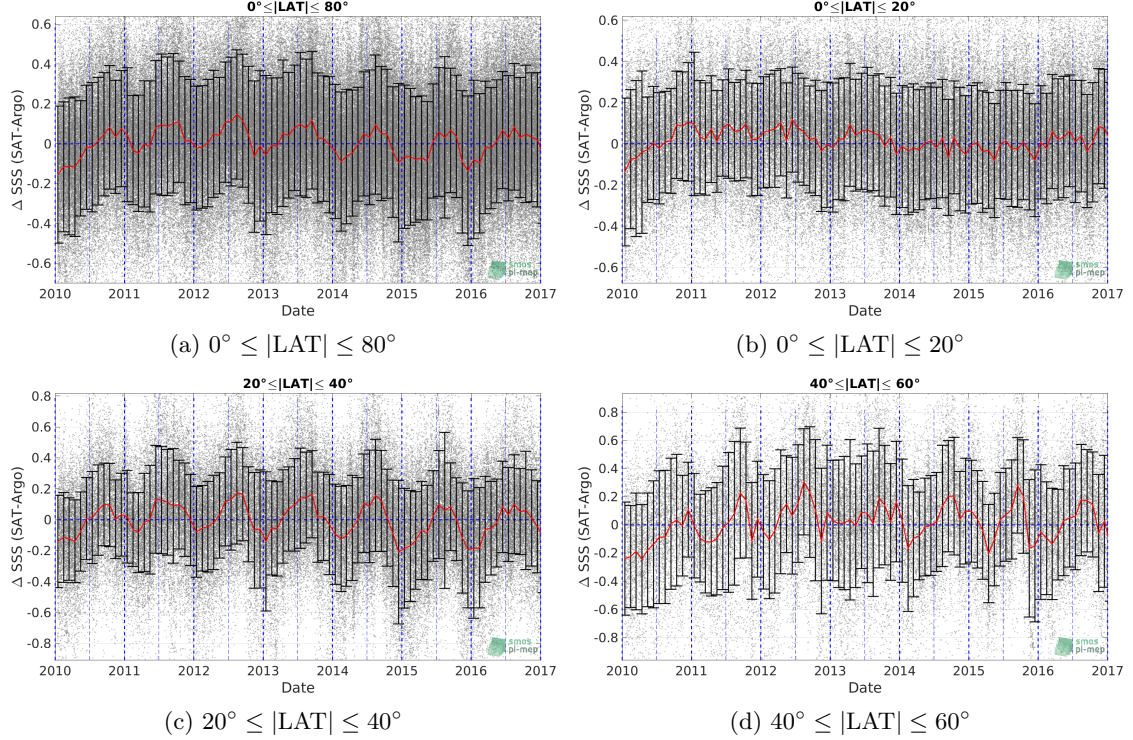 0°≤|LAT|≤ 80°
0.4
0.2
0
-0.2
-0.4
-0.6
0.6
Δ SSS (SAT-Argo)
2010 2011 2012 2013 2014 2015 2016 2017
Date
smos
pi-mep
(a) 0° ≤ |LAT| ≤ 80°
0°≤|LAT|≤ 20°
0.6
0.4
0.2
0
-0.2
-0.4
-0.6
Δ SSS (SAT-Argo)
2010 2011 2012 2013 2014 2015 2016 2017
Date
smos
pi-mep
(b) 0° ≤ |LAT| ≤ 20°
20°≤|LAT|≤ 40°
0.8
0.6
0.4
0.2
0
-0.2
-0.4
-0.6
-0.8
Δ SSS (SAT-Argo)
2010 2011 2012 2013 2014 2015 2016 2017
Date
smos
pi-mep
(c) 20° ≤ |LAT| ≤ 40°
40°≤|LAT|≤ 60°
0.8
0.6
0.4
0.2
0
-0.2
-0.4
-0.6
-0.8
Δ SSS (SAT-Argo)
2010 2011 2012 2013 2014 2015 2016 2017
Date
smos
pi-mep
(d) 40° ≤ |LAT| ≤ 60°